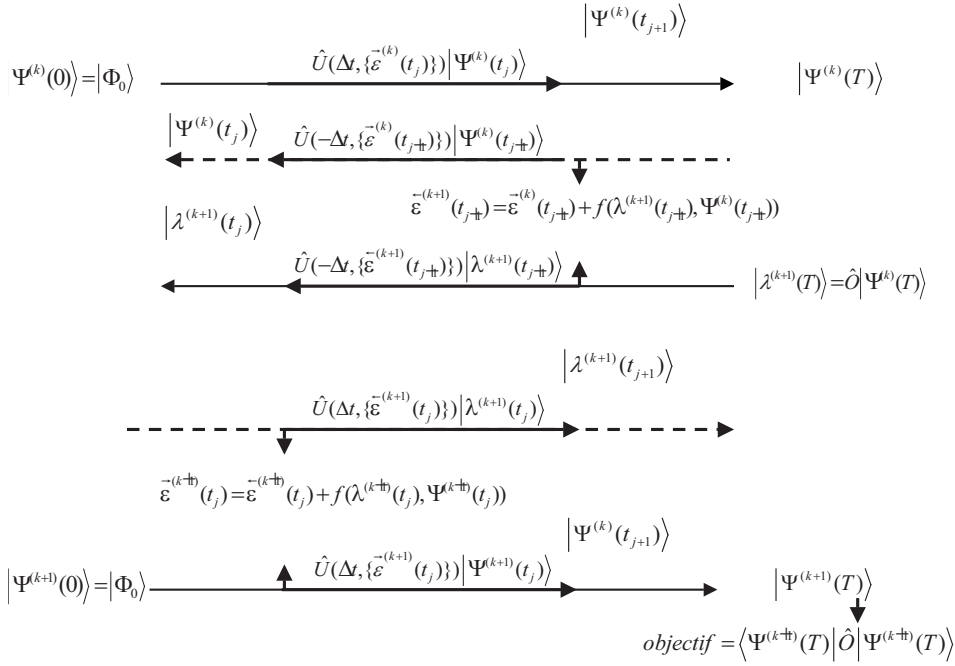 |Ψ^(k)(t_{j+1})⟩
|Ψ^(k)(0)⟩=|Φ_0⟩ Û(Δt,{ε⃗^(k)(t_j)})|Ψ^(k)(t_j)⟩ |Ψ^(k)(T)⟩
|Ψ^(k)(t_j)⟩ Û(−Δt,{ε⃗^(k)(t_{j+1})})|Ψ^(k)(t_{j+1})⟩
ε⃖^(k+1)(t_{j+1})=ε⃗^(k)(t_{j+1})+f(λ^(k+1)(t_{j+1}),Ψ^(k)(t_{j+1}))
|λ^(k+1)(t_j)⟩
Û(−Δt,{ε⃖^(k+1)(t_{j+1})})|λ^(k+1)(t_{j+1})⟩ |λ^(k+1)(T)⟩=Ô|Ψ^(k)(T)⟩
|λ^(k+1)(t_{j+1})⟩
Û(Δt,{ε⃖^(k+1)(t_j)})|λ^(k+1)(t_j)⟩
ε⃗^(k+1)(t_j)=ε⃖^(k+1)(t_j)+f(λ^(k+1)(t_j),Ψ^(k+1)(t_j))
|Ψ^(k)(t_{j+1})⟩
|Ψ^(k+1)(0)⟩=|Φ_0⟩ Û(Δt,{ε⃗^(k+1)(t_j)})|Ψ^(k+1)(t_j)⟩ |Ψ^(k+1)(T)⟩
objectif=⟨Ψ^(k+1)(T)|Ô|Ψ^(k+1)(T)⟩